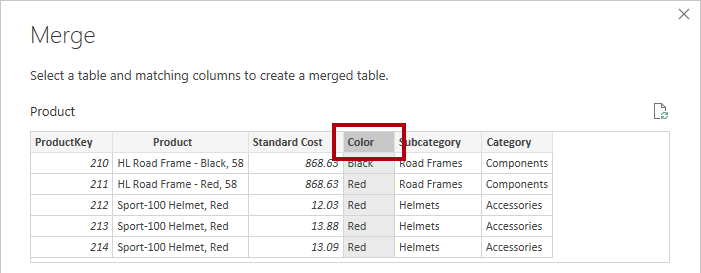 Merge
Select a table and matching columns to create a merged table.
Product
ProductKey Product Standard Cost Color Subcategory Category
210 HL Road Frame - Black, 58 868.63 Black Road Frames Components
211 HL Road Frame - Red, 58 868.63 Red Road Frames Components
212 Sport-100 Helmet, Red 12.03 Red Helmets Accessories
213 Sport-100 Helmet, Red 13.88 Red Helmets Accessories
214 Sport-100 Helmet, Red 13.09 Red Helmets Accessories